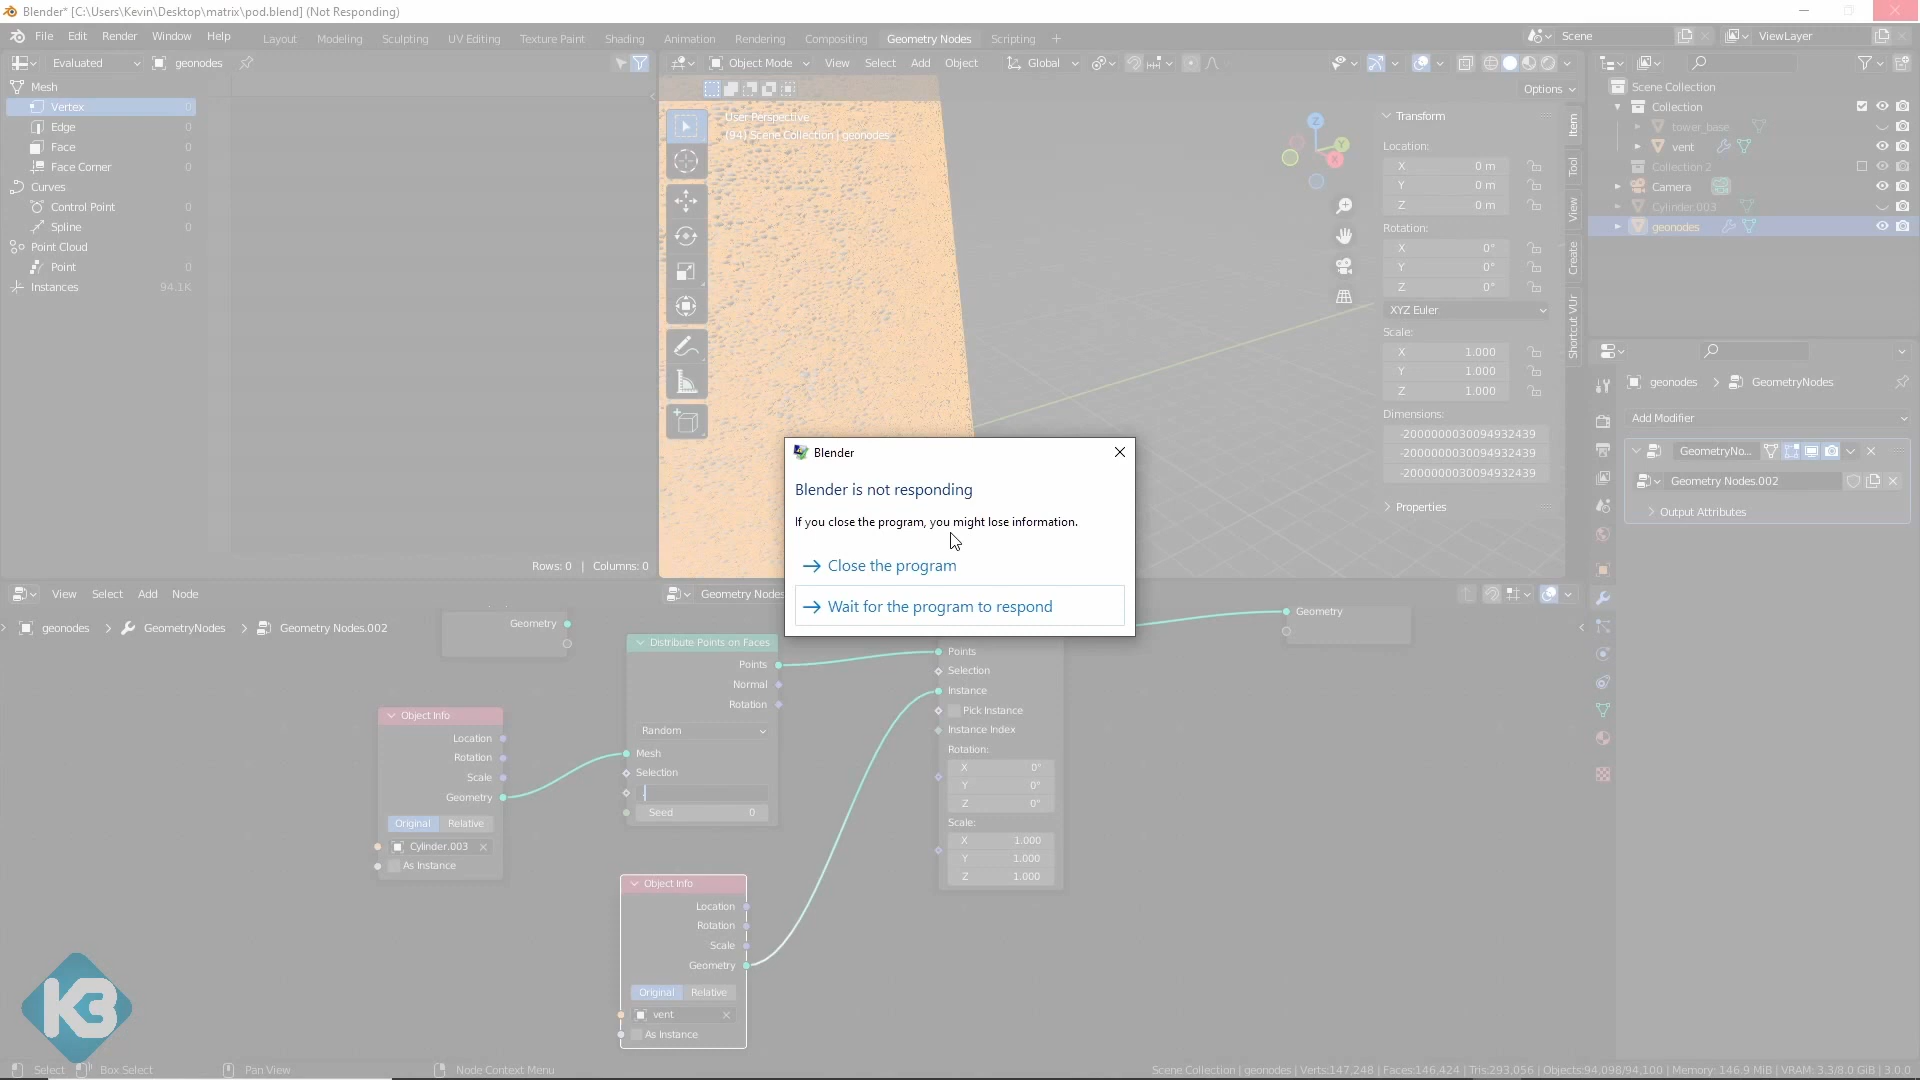 Blender* [C:\Users\Kevin\Desktop\matrix\pod.blend] (Not Responding)
File Edit Render Window Help
Layout Modeling Sculpting UV Editing Texture Paint Shading Animation Rendering Compositing Geometry Nodes Scripting
Scene
ViewLayer
Evaluated
geonodes
Mesh
Vertex 0
Edge 0
Face 0
Face Corner 0
Curves
Control Point 0
Spline 0
Point Cloud
Point 0
Instances 94.1K
Rows: 0 | Columns: 0
Object Mode View Select Add Object
Global
Options
User Perspective
(94) Scene Collection | geonodes
Z
Y
X
Transform
Location:
X 0 m
Y 0 m
Z 0 m
Rotation:
X 0°
Y 0°
Z 0°
XYZ Euler
Scale:
X 1.000
Y 1.000
Z 1.000
Dimensions:
-2000000030094932439
-2000000030094932439
-2000000030094932439
Properties
Item
Tool
View
Create
Shortcut VUr
Scene Collection
Collection
tower_base
vent
Collection 2
Camera
Cylinder.003
geonodes
geonodes GeometryNodes
Add Modifier
GeometryNo...
Geometry Nodes.002
Output Attributes
Blender
Blender is not responding
If you close the program, you might lose information.
Close the program
Wait for the program to respond
View Select Add Node
Geometry Nodes
geonodes GeometryNodes Geometry Nodes.002
Geometry
Object Info
Location
Rotation
Scale
Geometry
Original Relative
Cylinder.003
As Instance
Distribute Points on Faces
Points
Normal
Rotation
Random
Mesh
Selection
Seed 0
Object Info
Location
Rotation
Scale
Geometry
Original Relative
vent
As Instance
Points
Selection
Instance
Pick Instance
Instance Index
Rotation:
X 0°
Y 0°
Z 0°
Scale:
X 1.000
Y 1.000
Z 1.000
Geometry
K3
Select Box Select Pan View Node Context Menu
Scene Collection | geonodes | Verts:147,248 | Faces:146,424 | Tris:293,056 | Objects:94,098/94,100 | Memory: 146.9 MiB | VRAM: 3.3/8.0 GiB | 3.0.0